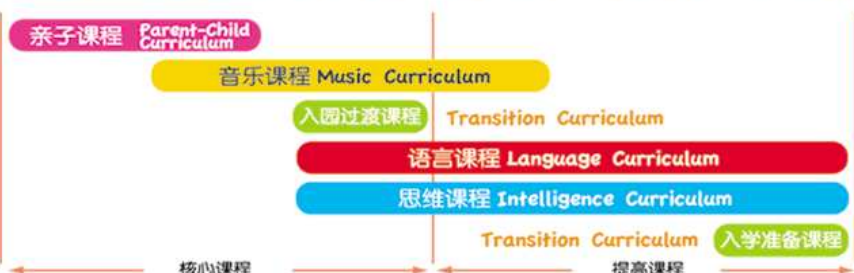 亲子课程 Parent-Child Curriculum
音乐课程 Music Curriculum
入园过渡课程 Transition Curriculum
语言课程 Language Curriculum
思维课程 Intelligence Curriculum
Transition Curriculum 入学准备课程
核心课程 提高课程